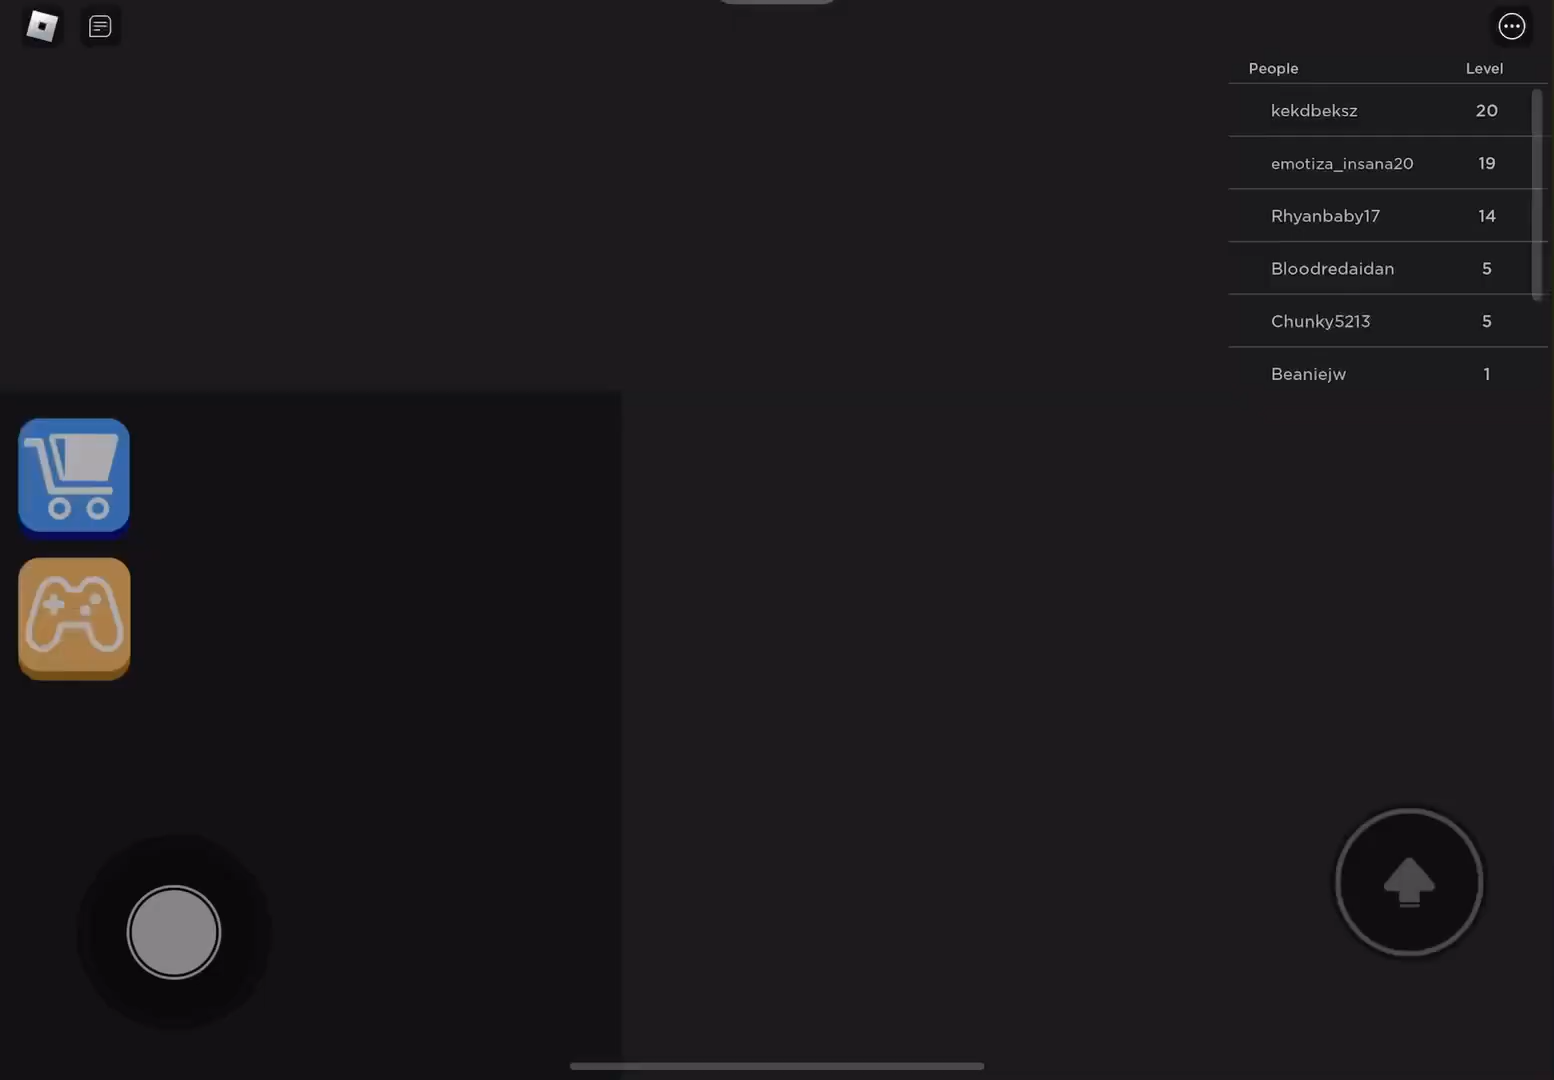 People Level
kekdbeksz 20
emotiza_insana20 19
Rhyanbaby17 14
Bloodredaidan 5
Chunky5213 5
Beaniejw 1